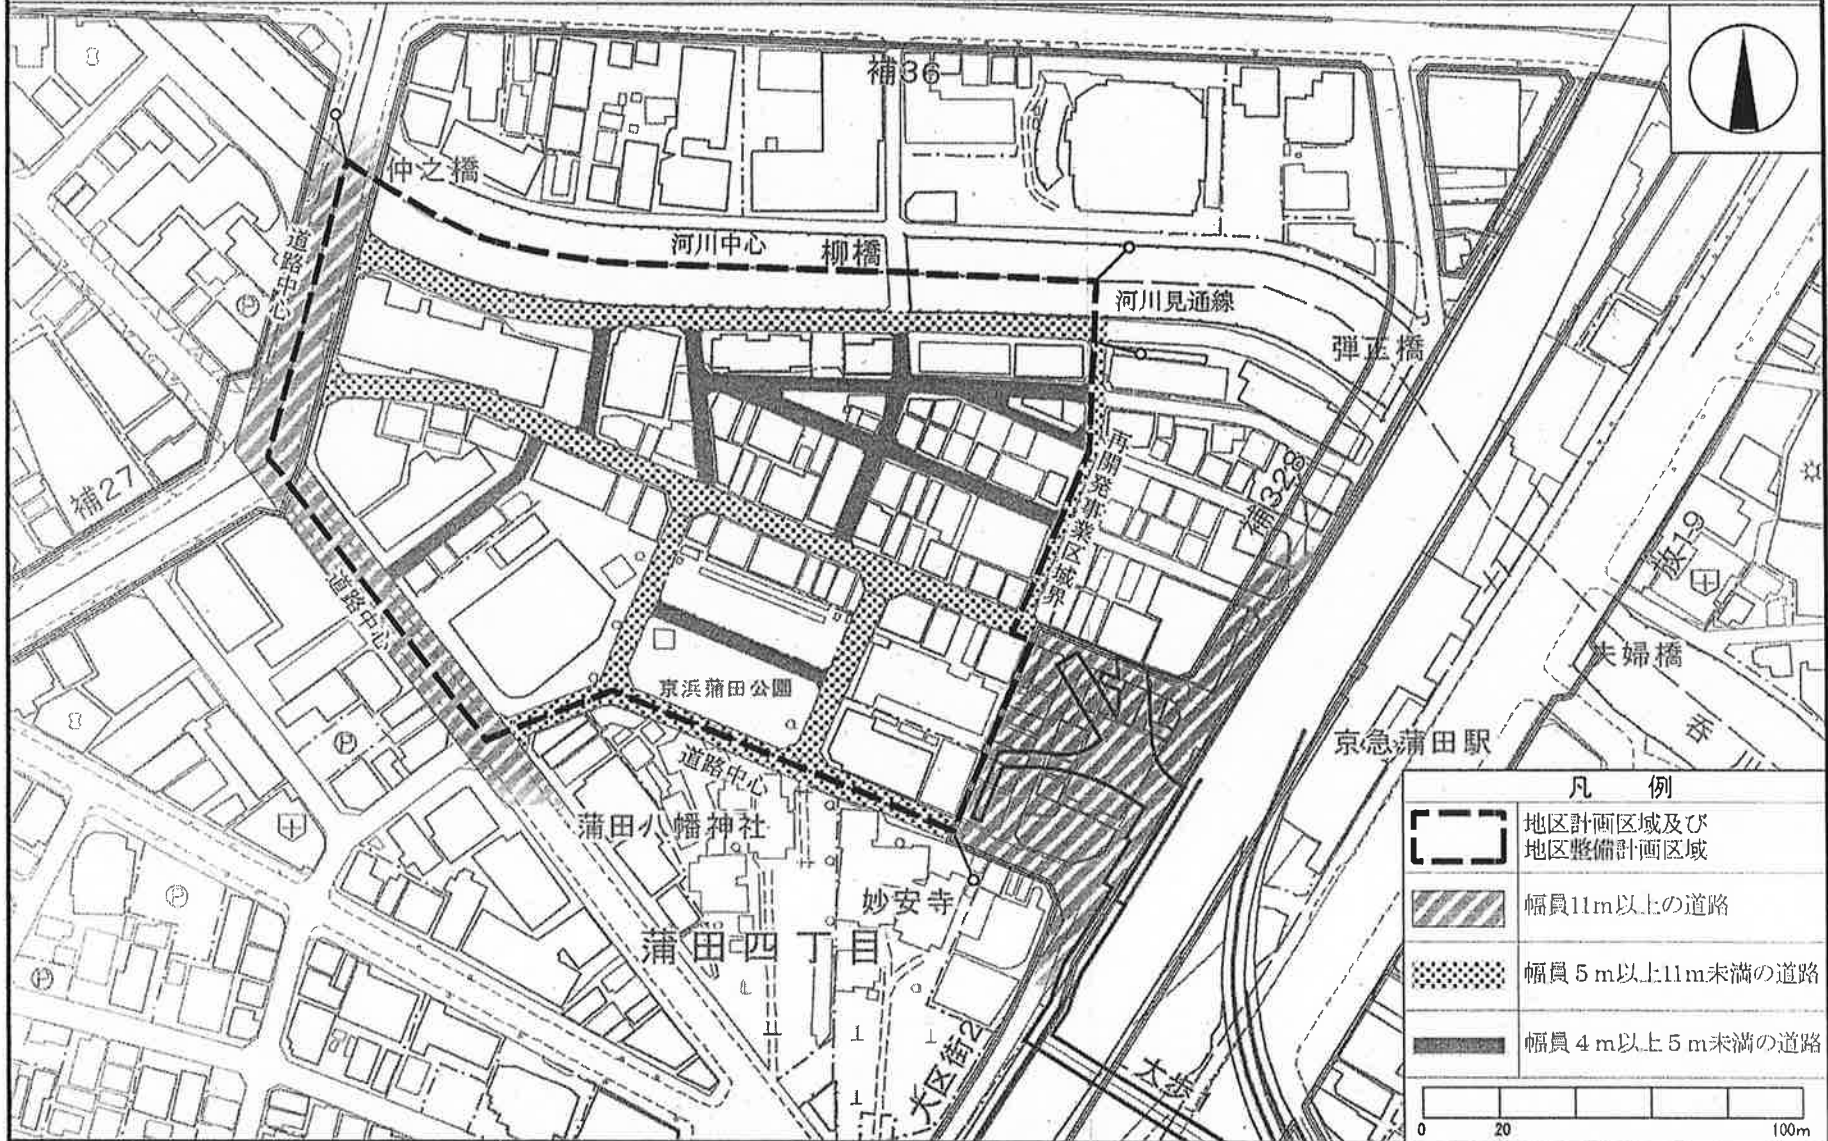 補36
仲之橋
道路中心
河川中心
柳橋
河川見通線
弾正橋
再開発事業区域界
補328
補27
道路中心
京浜蒲田公園
道路中心
蒲田八幡神社
妙安寺
蒲田四丁目
大区街2
大歩
京急蒲田駅
夫婦橋
呑川
放19
凡例
地区計画区域及び
地区整備計画区域
幅員11m以上の道路
幅員5m以上11m未満の道路
幅員4m以上5m未満の道路
0 20 100m